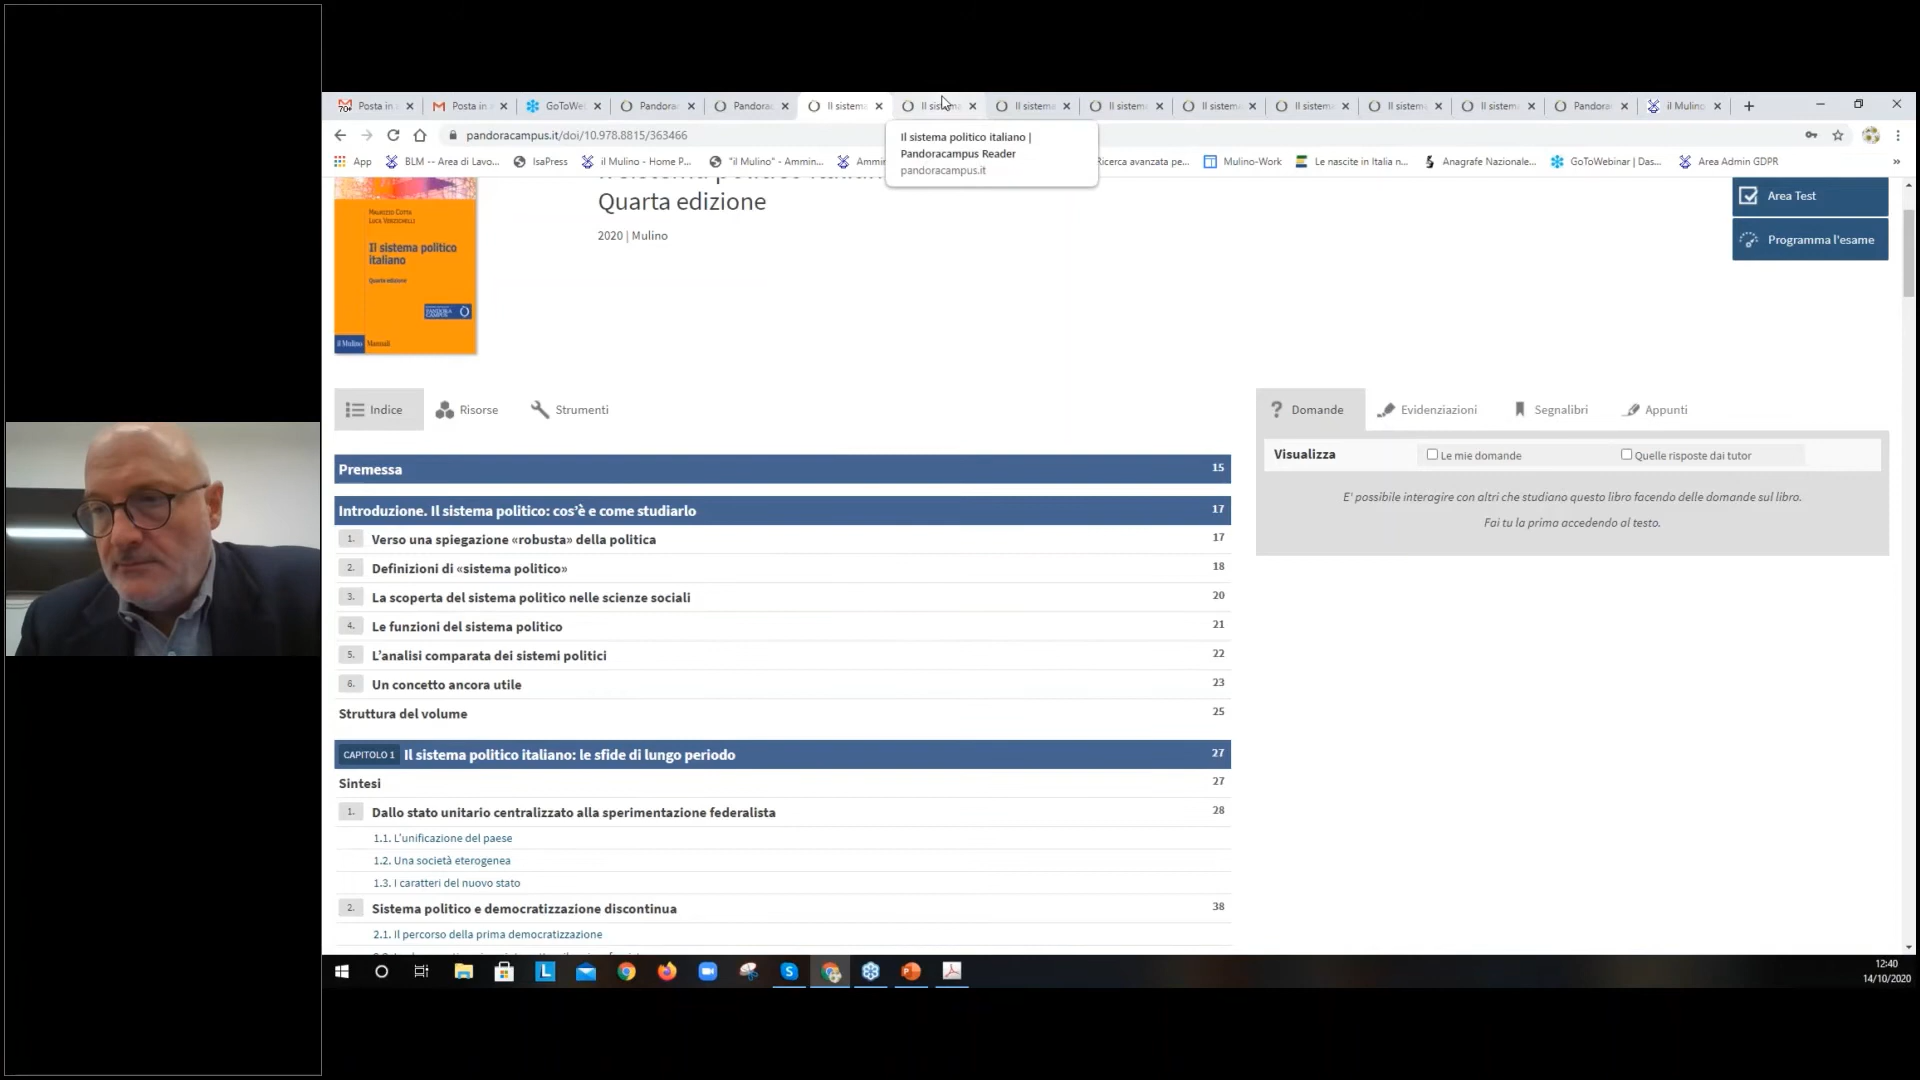 Posta in
Posta in
GoToWe
Pandora
Pandora
Il sistema
Il sistema
Il sistema
Il sistema
Il sistema
Il sistema
Il sistema
Il sistema
Pandora
il Mulino
pandoracampus.it/doi/10.978.8815/363466
Il sistema politico italiano |
Pandoracampus Reader
pandoracampus.it
App
BLM -- Area di Lavo...
IsaPress
il Mulino - Home P...
"il Mulino" - Ammin...
Ammi
Ricerca avanzata pe...
Mulino-Work
Le nascite in Italia n...
Anagrafe Nazionale...
GoToWebinar | Das...
Area Admin GDPR
Quarta edizione
2020 | Mulino
MAURIZIO COTTA
LUCA VERZICHELLI
Il sistema politico
italiano
Quarta edizione
PANDORA
CAMPUS
il Mulino
Manuali
Area Test
Programma l'esame
Indice
Risorse
Strumenti
Premessa 15
Introduzione. Il sistema politico: cos'è e come studiarlo 17
1. Verso una spiegazione «robusta» della politica 17
2. Definizioni di «sistema politico» 18
3. La scoperta del sistema politico nelle scienze sociali 20
4. Le funzioni del sistema politico 21
5. L'analisi comparata dei sistemi politici 22
6. Un concetto ancora utile 23
Struttura del volume 25
CAPITOLO 1 Il sistema politico italiano: le sfide di lungo periodo 27
Sintesi 27
1. Dallo stato unitario centralizzato alla sperimentazione federalista 28
1.1. L'unificazione del paese
1.2. Una società eterogenea
1.3. I caratteri del nuovo stato
2. Sistema politico e democratizzazione discontinua 38
2.1. Il percorso della prima democratizzazione
Domande
Evidenziazioni
Segnalibri
Appunti
Visualizza
Le mie domande
Quelle risposte dai tutor
E' possibile interagire con altri che studiano questo libro facendo delle domande sul libro.
Fai tu la prima accedendo al testo.
12:40
14/10/2020